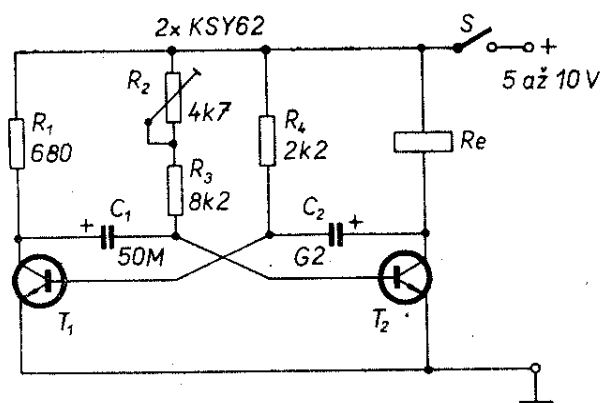 2x KSY62
S
+
5 až 10 V
R2
4k7
R1
680
R4
2k2
Re
R3
8k2
+
C1
50M
C2
+
G2
T1
T2